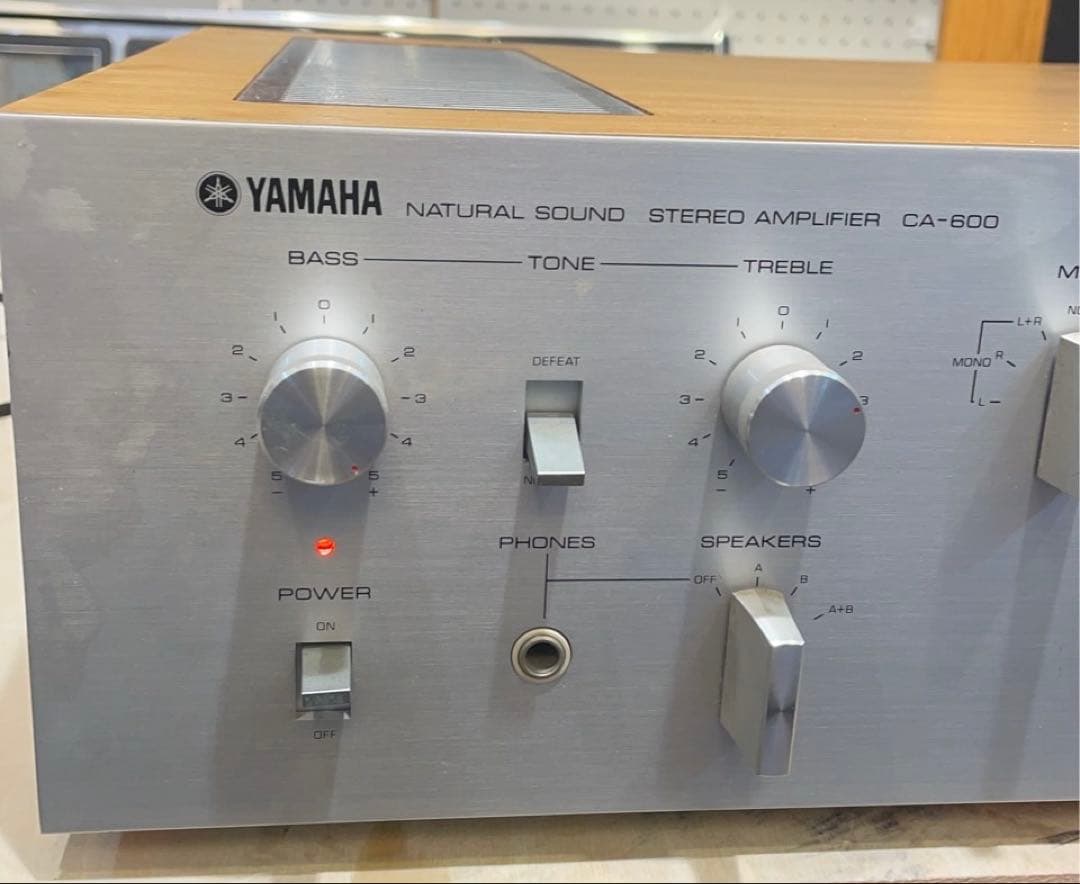 YAMAHA NATURAL SOUND STEREO AMPLIFIER CA-600
BASS TONE TREBLE
0
1 1
2 2
3 3
4 4
5 5
- +
DEFEAT
0
1 1
2 2
3 3
4
5
- +
L+R
MONO R
L
PHONES
SPEAKERS
OFF A B A+B
POWER
ON
OFF